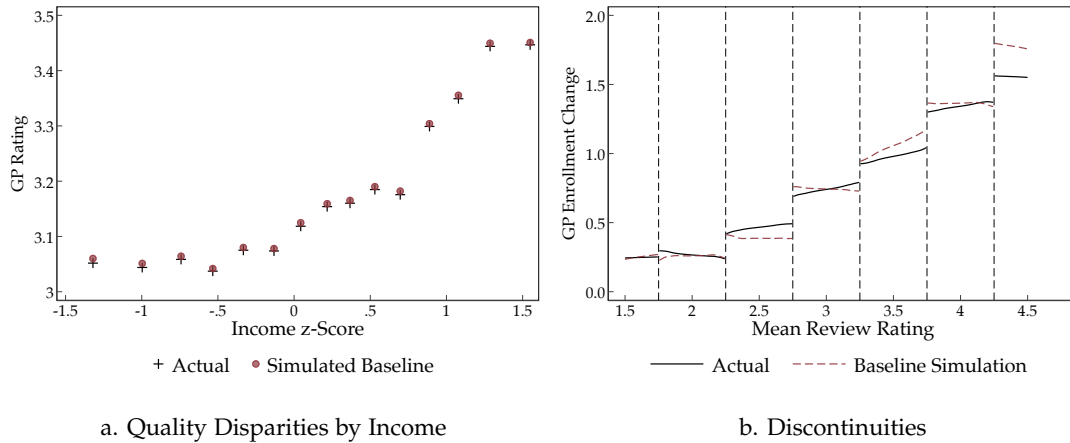 3.5
3.4
3.3
3.2
3.1
3
GP Rating
-1.5 -1 -.5 0 .5 1 1.5
Income z-Score
Actual Simulated Baseline
a. Quality Disparities by Income
2.0
1.5
1.0
0.5
0.0
GP Enrollment Change
1.5 2 2.5 3 3.5 4 4.5
Mean Review Rating
Actual Baseline Simulation
b. Discontinuities